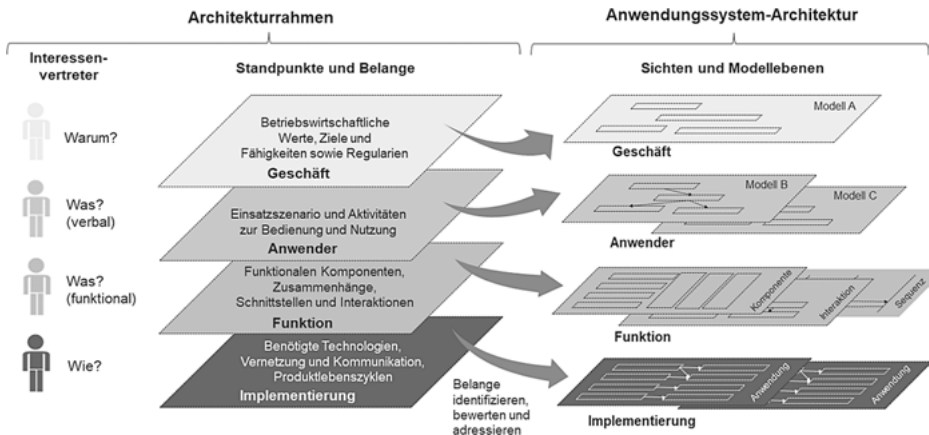 Architekturrahmen
Anwendungssystem-Architektur
Interessen-
vertreter
Standpunkte und Belange
Sichten und Modellebenen
Warum?
Betriebswirtschaftliche
Werte, Ziele und
Fähigkeiten sowie Regularien
Geschäft
Modell A
Geschäft
Was?
(verbal)
Einsatzszenario und Aktivitäten
zur Bedienung und Nutzung
Anwender
Modell B
Modell C
Anwender
Was?
(funktional)
Funktionalen Komponenten,
Zusammenhänge,
Schnittstellen und Interaktionen
Funktion
Komponente
Interaktion
Sequenz
Funktion
Wie?
Benötigte Technologien,
Vernetzung und Kommunikation,
Produktlebenszyklen
Implementierung
Belange
identifizieren,
bewerten und
adressieren
Anwendung
Anwendung
Implementierung